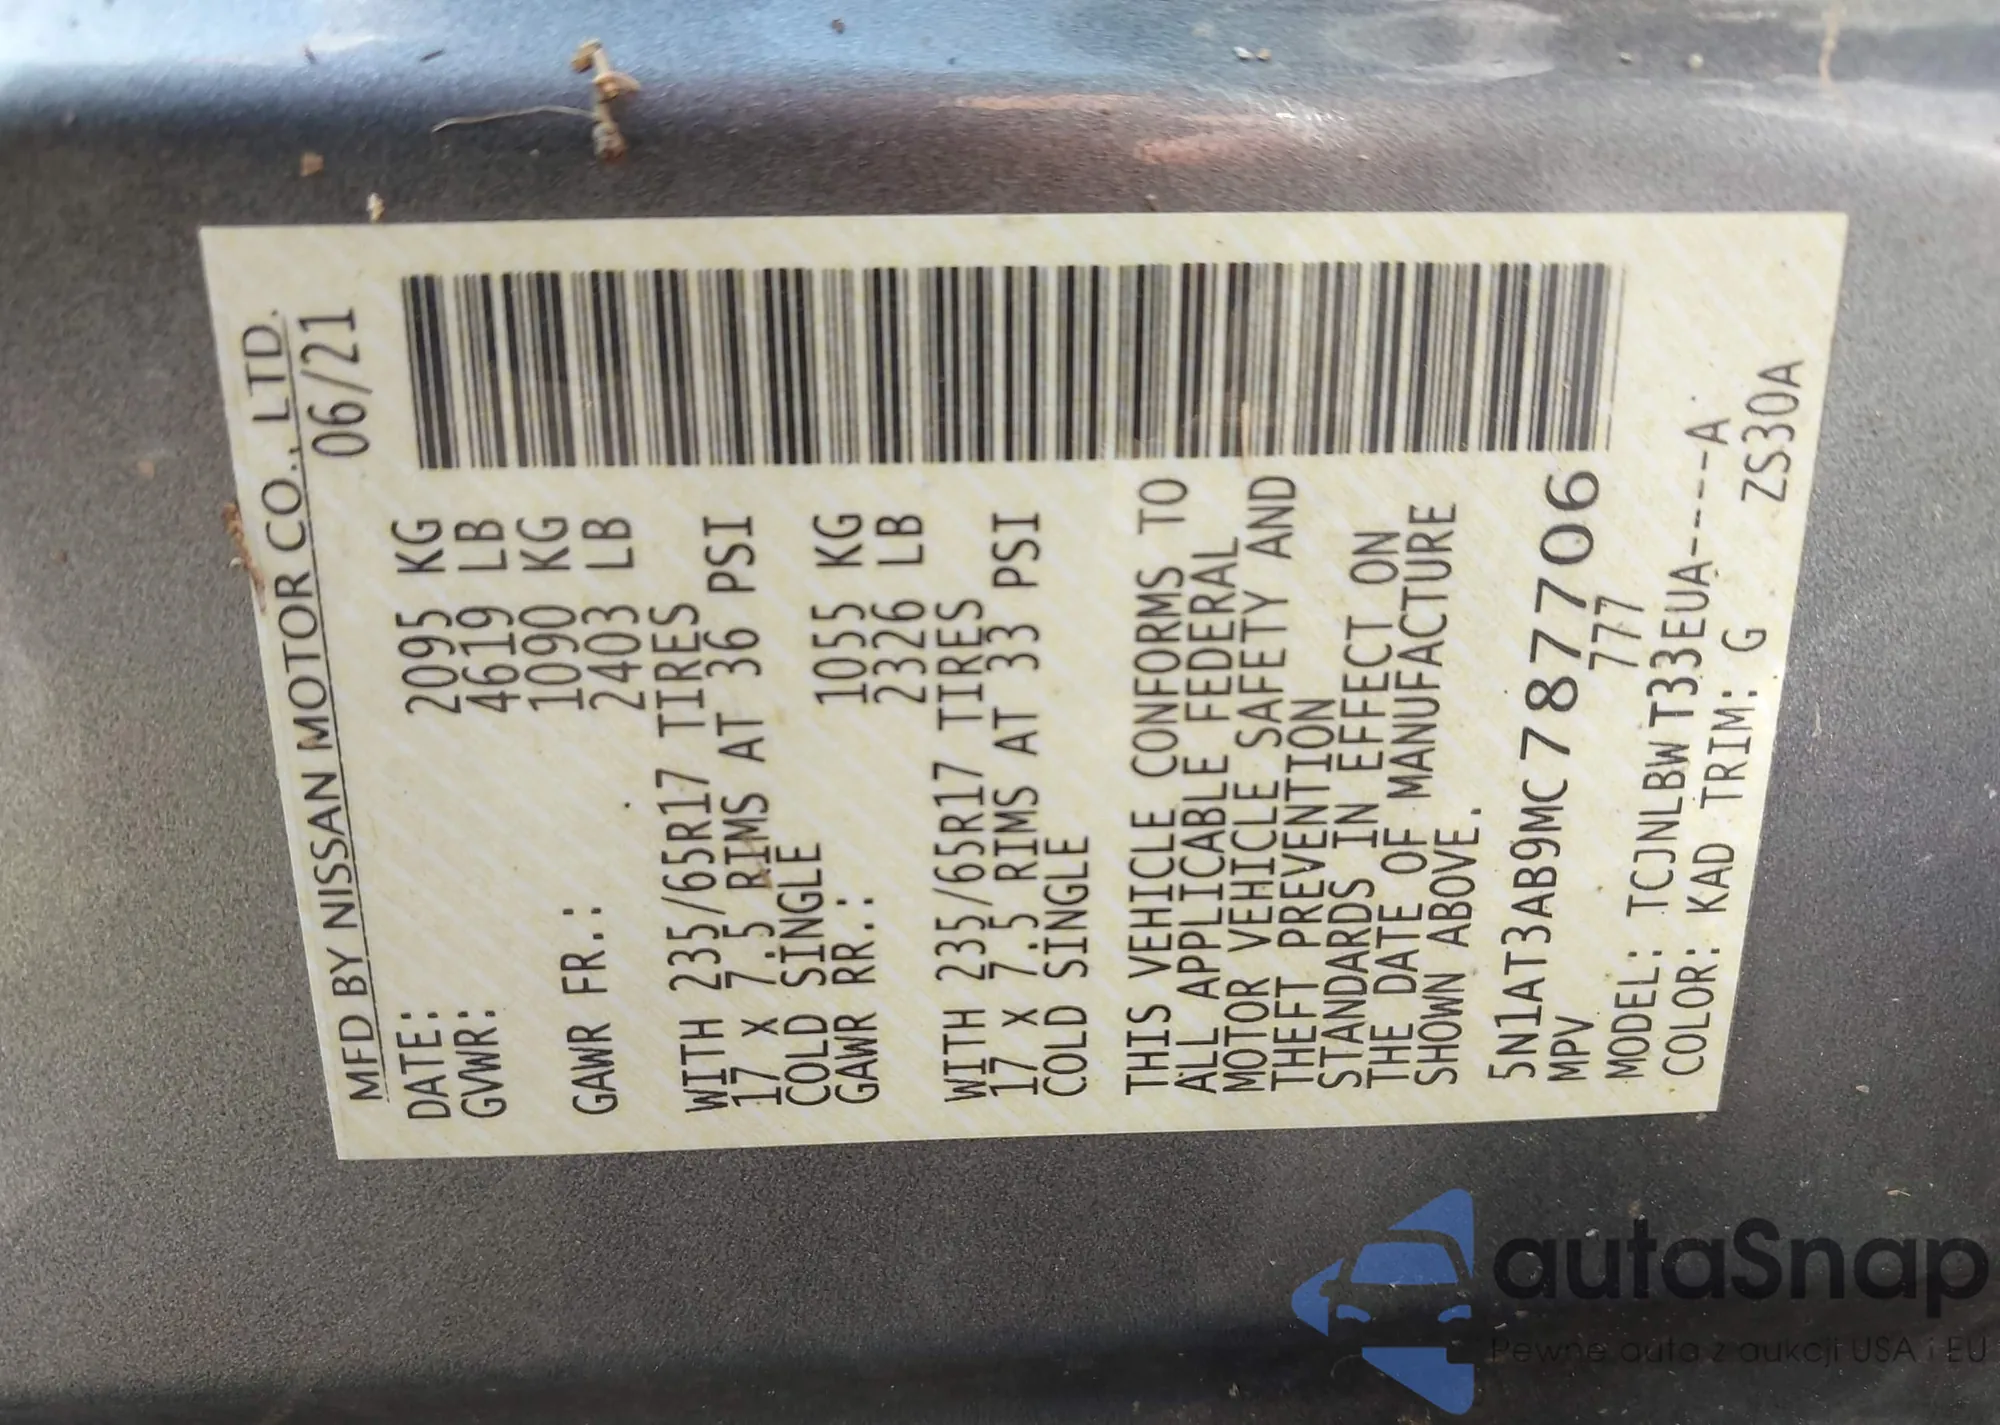 MFD BY NISSAN MOTOR CO., LTD.
DATE: 06/21
GVWR: 2095 KG
4619 LB
GAWR FR.: 1090 KG
2403 LB
WITH 235/65R17 TIRES
17 X 7.5 RIMS AT 36 PSI
COLD SINGLE
GAWR RR.: 1055 KG
2326 LB
WITH 235/65R17 TIRES
17 X 7.5 RIMS AT 33 PSI
COLD SINGLE
THIS VEHICLE CONFORMS TO
ALL APPLICABLE FEDERAL
MOTOR VEHICLE SAFETY AND
THEFT PREVENTION
STANDARDS IN EFFECT ON
THE DATE OF MANUFACTURE
SHOWN ABOVE.
5N1AT3AB9MC787706
MPV 777
MODEL: TCJNLBWT33EUA-----A
COLOR: KAD TRIM: G ZS30A
autaSnap
Pewne auta z aukcji USA i EU